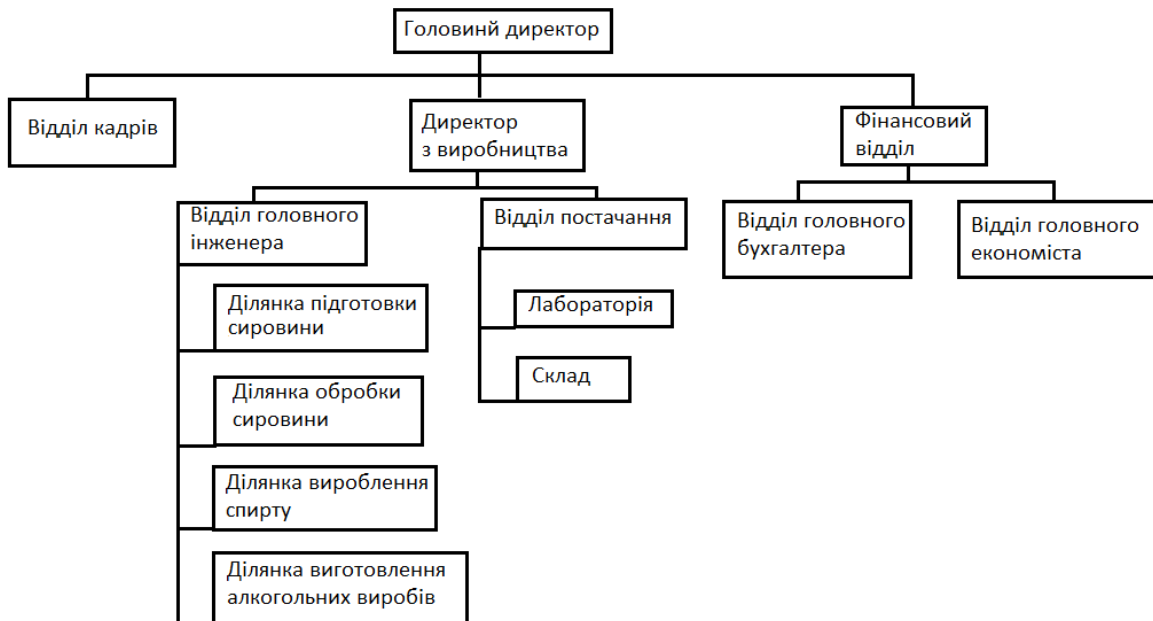 Головинй директор
Відділ кадрів
Директор
з виробництва
Фінансовий
відділ
Відділ головного
інженера
Відділ постачання
Відділ головного
бухгалтера
Відділ головного
економіста
Ділянка підготовки
сировини
Лабораторія
Склад
Ділянка обробки
сировини
Ділянка вироблення
спирту
Ділянка виготовлення
алкогольних виробів